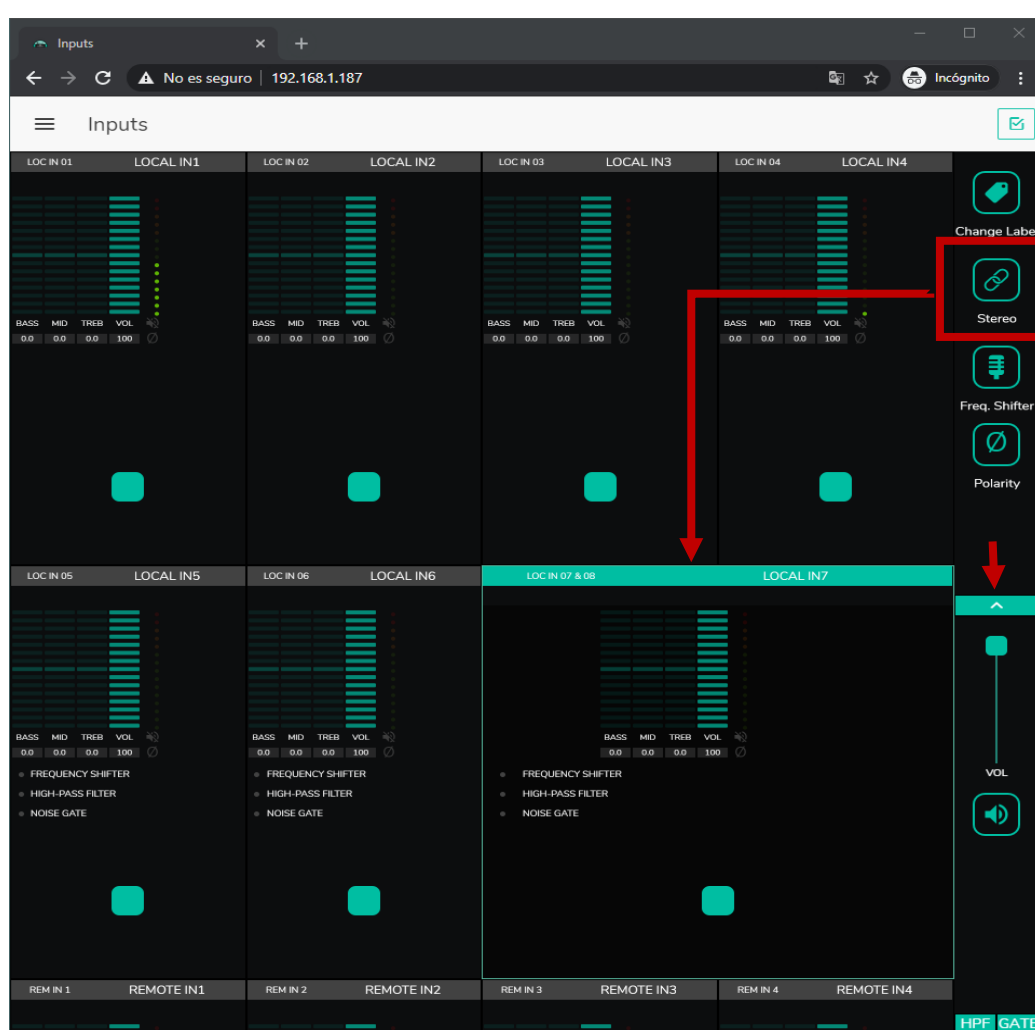 Inputs
No es seguro | 192.168.1.187
Incógnito
Inputs
LOC IN 01 LOCAL IN1 LOC IN 02 LOCAL IN2 LOC IN 03 LOCAL IN3 LOC IN 04 LOCAL IN4
Change Labe
Stereo
BASS MID TREB VOL BASS MID TREB VOL BASS MID TREB VOL BASS MID TREB VOL
0.0 0.0 0.0 100 0.0 0.0 0.0 100 0.0 0.0 0.0 100 0.0 0.0 0.0 100
Freq. Shifter
Polarity
LOC IN 05 LOCAL IN5 LOC IN 06 LOCAL IN6 LOC IN 07 & 08 LOCAL IN7
BASS MID TREB VOL BASS MID TREB VOL BASS MID TREB VOL
0.0 0.0 0.0 100 0.0 0.0 0.0 100 0.0 0.0 0.0 100
FREQUENCY SHIFTER FREQUENCY SHIFTER FREQUENCY SHIFTER VOL
HIGH-PASS FILTER HIGH-PASS FILTER HIGH-PASS FILTER
NOISE GATE NOISE GATE NOISE GATE
REM IN 1 REMOTE IN1 REM IN 2 REMOTE IN2 REM IN 3 REMOTE IN3 REM IN 4 REMOTE IN4
HPF GATE